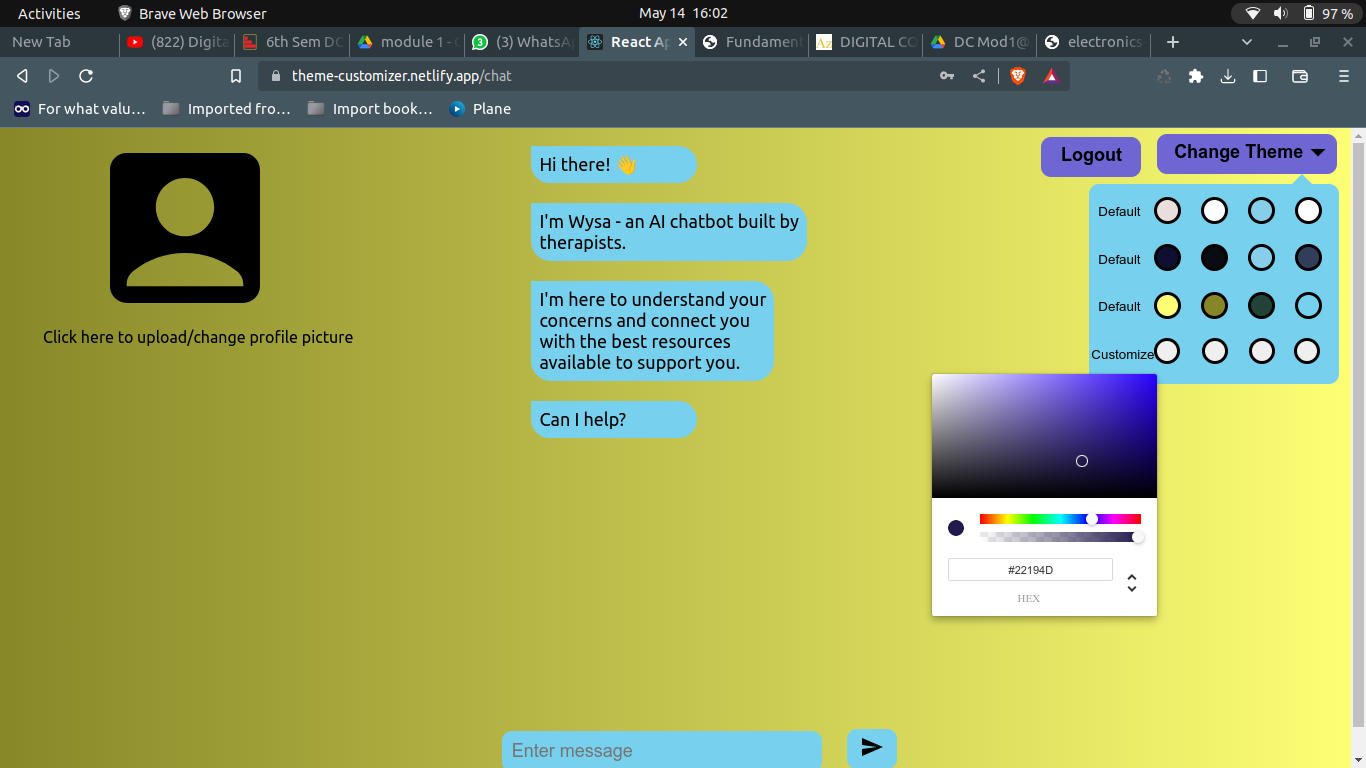 Activities
Brave Web Browser
May 14 16:02
97 %
New Tab
(822) Digita
6th Sem DC
module 1 -
(3) WhatsA
React Ap
Fundament
DIGITAL CO
DC Mod1@
electronics
theme-customizer.netlify.app/chat
For what valu…
Imported fro…
Import book…
Plane
Hi there! 👋
Logout
Change Theme
I'm Wysa - an AI chatbot built by
therapists.
Default
Default
I'm here to understand your
concerns and connect you
with the best resources
available to support you.
Default
Click here to upload/change profile picture
Customize
Can I help?
#22194D
HEX
Enter message